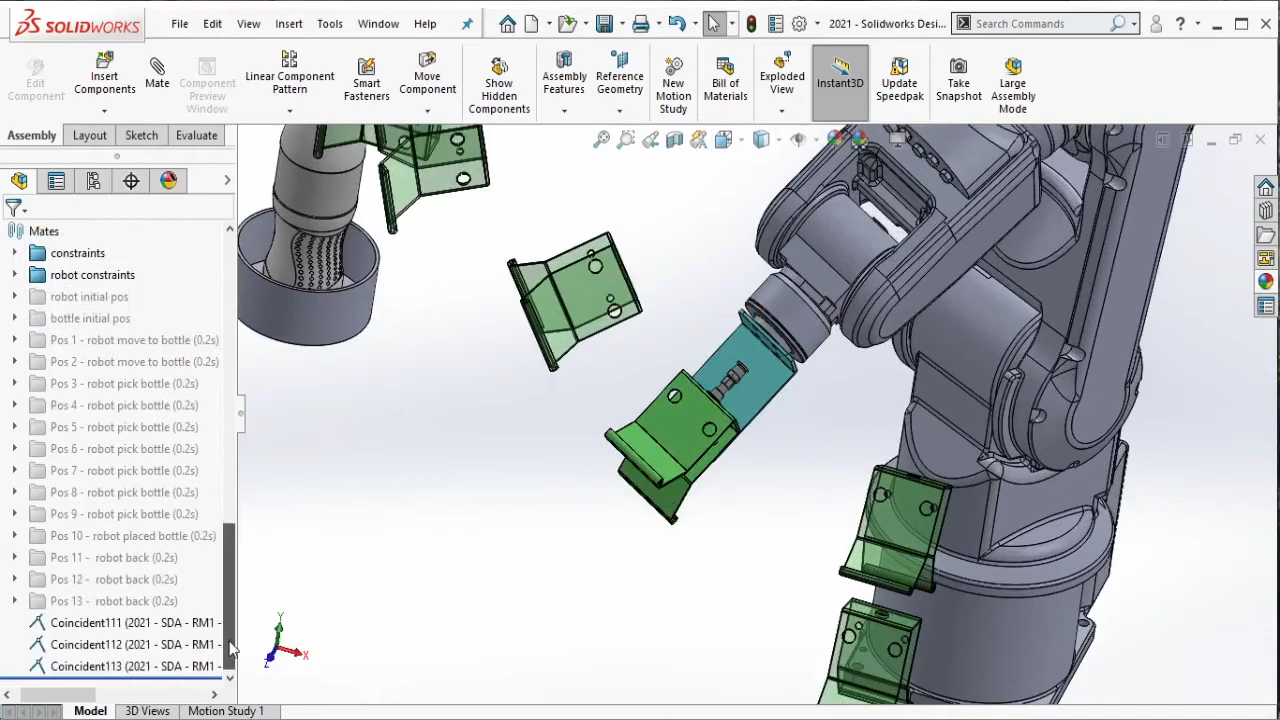 SOLIDWORKS
File Edit View Insert Tools Window Help
2021 - Solidworks Desi...
Search Commands
Edit Component
Insert Components
Mate
Component Preview Window
Linear Component Pattern
Smart Fasteners
Move Component
Show Hidden Components
Assembly Features
Reference Geometry
New Motion Study
Bill of Materials
Exploded View
Instant3D
Update Speedpak
Take Snapshot
Large Assembly Mode
Assembly Layout Sketch Evaluate
Mates
constraints
robot constraints
robot initial pos
bottle initial pos
Pos 1 - robot move to bottle (0.2s)
Pos 2 - robot move to bottle (0.2s)
Pos 3 - robot pick bottle (0.2s)
Pos 4 - robot pick bottle (0.2s)
Pos 5 - robot pick bottle (0.2s)
Pos 6 - robot pick bottle (0.2s)
Pos 7 - robot pick bottle (0.2s)
Pos 8 - robot pick bottle (0.2s)
Pos 9 - robot pick bottle (0.2s)
Pos 10 - robot placed bottle (0.2s)
Pos 11 - robot back (0.2s)
Pos 12 - robot back (0.2s)
Pos 13 - robot back (0.2s)
Coincident111 (2021 - SDA - RM1 -
Coincident112 (2021 - SDA - RM1 -
Coincident113 (2021 - SDA - RM1 -
Y
X
Z
Model 3D Views Motion Study 1